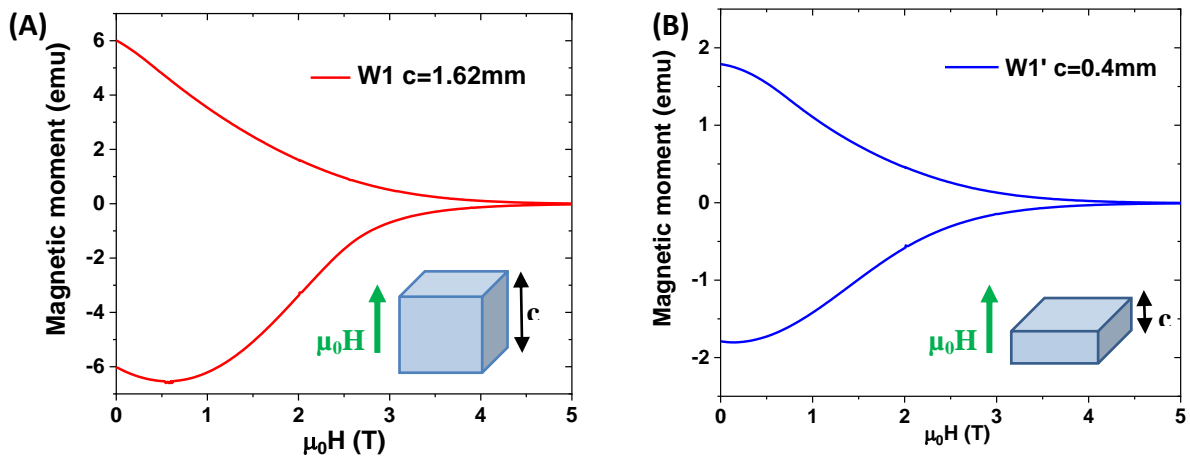 (A)
Magnetic moment (emu)
6
4
2
0
-2
-4
-6
W1 c=1.62mm
μ₀H
c
0 1 2 3 4 5
μ₀H (T)
(B)
Magnetic moment (emu)
2
1
0
-1
-2
W1' c=0.4mm
μ₀H
c
0 1 2 3 4 5
μ₀H (T)